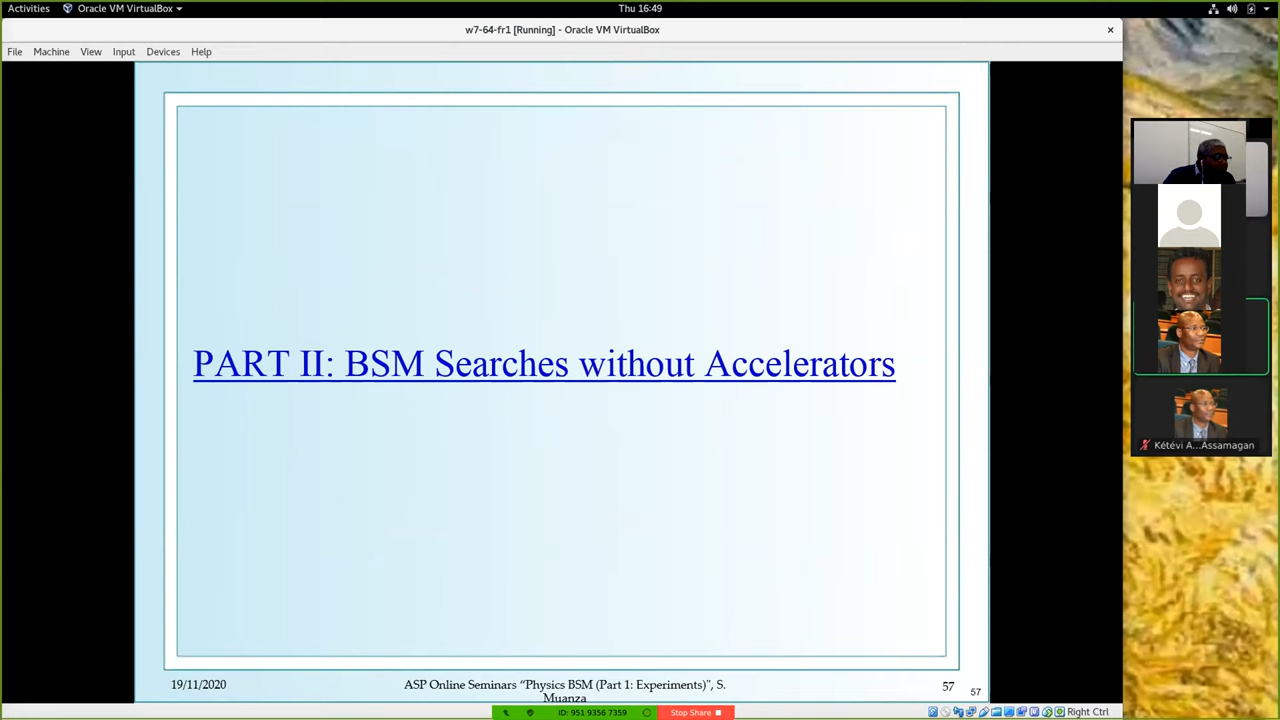 Activities
Oracle VM VirtualBox
Thu 16:49
w7-64-fr1 [Running] - Oracle VM VirtualBox
File Machine View Input Devices Help
PART II: BSM Searches without Accelerators
Kétévi A...Assamagan
19/11/2020
ASP Online Seminars “Physics BSM (Part 1: Experiments)", S.
Muanza
57
57
ID: 951 9356 7359
Stop Share
Right Ctrl